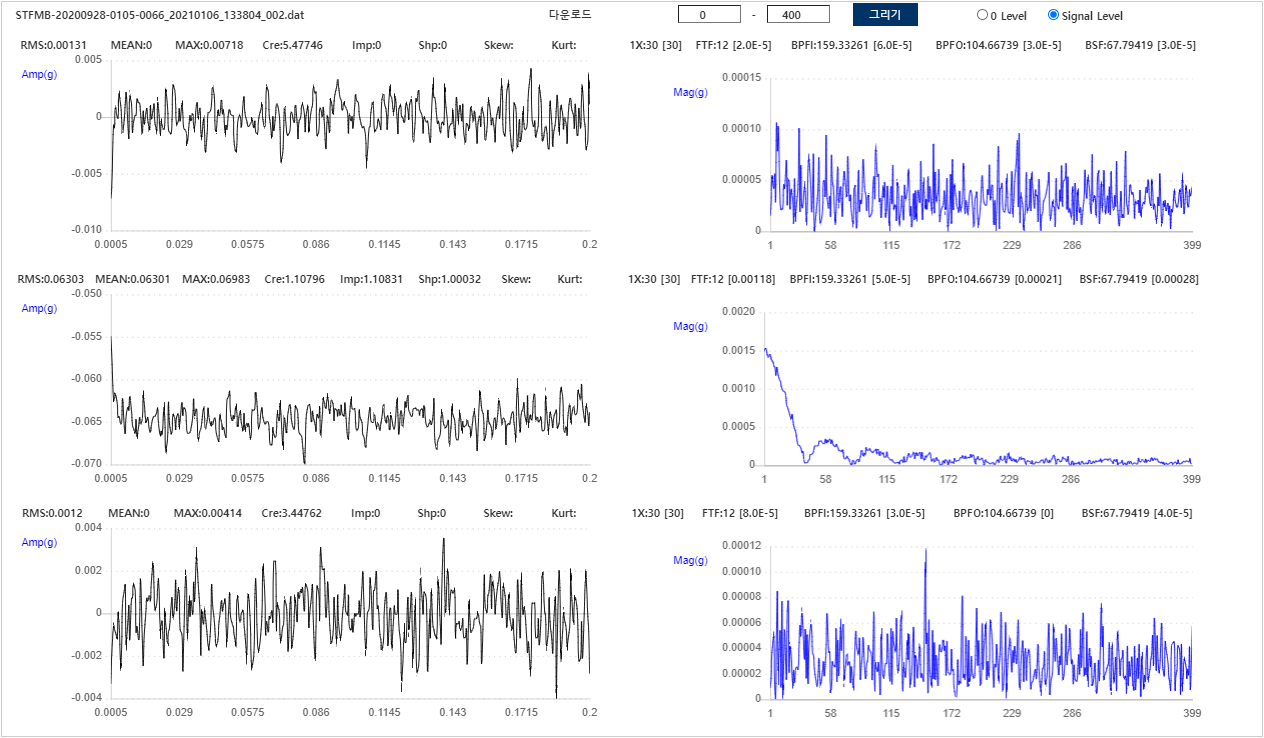 STFMB-20200928-0105-0066_20210106_133804_002.dat 다운로드 0 - 400 그리기 0 Level Signal Level
RMS:0.00131 MEAN:0 MAX:0.00718 Cre:5.47746 Imp:0 Shp:0 Skew: Kurt:
Amp(g)
0.005
0
-0.005
-0.010
0.0005 0.029 0.0575 0.086 0.1145 0.143 0.1715 0.2
1X:30 [30] FTF:12 [2.0E-5] BPFI:159.33261 [6.0E-5] BPFO:104.66739 [3.0E-5] BSF:67.79419 [3.0E-5]
Mag(g)
0.00015
0.00010
0.00005
0
1 58 115 172 229 286 399
RMS:0.06303 MEAN:0.06301 MAX:0.06983 Cre:1.10796 Imp:1.10831 Shp:1.00032 Skew: Kurt:
Amp(g)
-0.050
-0.055
-0.060
-0.065
-0.070
0.0005 0.029 0.0575 0.086 0.1145 0.143 0.1715 0.2
1X:30 [30] FTF:12 [0.00118] BPFI:159.33261 [5.0E-5] BPFO:104.66739 [0.00021] BSF:67.79419 [0.00028]
Mag(g)
0.0020
0.0015
0.0010
0.0005
0
1 58 115 172 229 286 399
RMS:0.0012 MEAN:0 MAX:0.00414 Cre:3.44762 Imp:0 Shp:0 Skew: Kurt:
Amp(g)
0.004
0.002
0
-0.002
-0.004
0.0005 0.029 0.0575 0.086 0.1145 0.143 0.1715 0.2
1X:30 [30] FTF:12 [8.0E-5] BPFI:159.33261 [3.0E-5] BPFO:104.66739 [0] BSF:67.79419 [4.0E-5]
Mag(g)
0.00012
0.00010
0.00008
0.00006
0.00004
0.00002
0
1 58 115 172 229 286 399